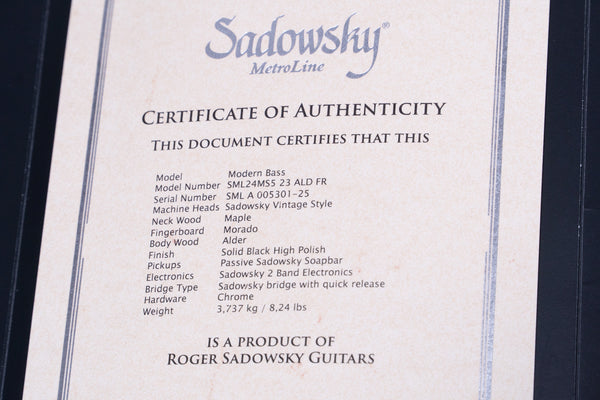 Sadowsky®
MetroLine
CERTIFICATE OF AUTHENTICITY
THIS DOCUMENT CERTIFIES THAT THIS
Model Modern Bass
Model Number SML24MS5 23 ALD FR
Serial Number SML A 005301-25
Machine Heads Sadowsky Vintage Style
Neck Wood Maple
Fingerboard Morado
Body Wood Alder
Finish Solid Black High Polish
Pickups Passive Sadowsky Soapbar
Electronics Sadowsky 2 Band Electronics
Bridge Type Sadowsky bridge with quick release
Hardware Chrome
Weight 3,737 kg / 8,24 lbs
IS A PRODUCT OF
ROGER SADOWSKY GUITARS